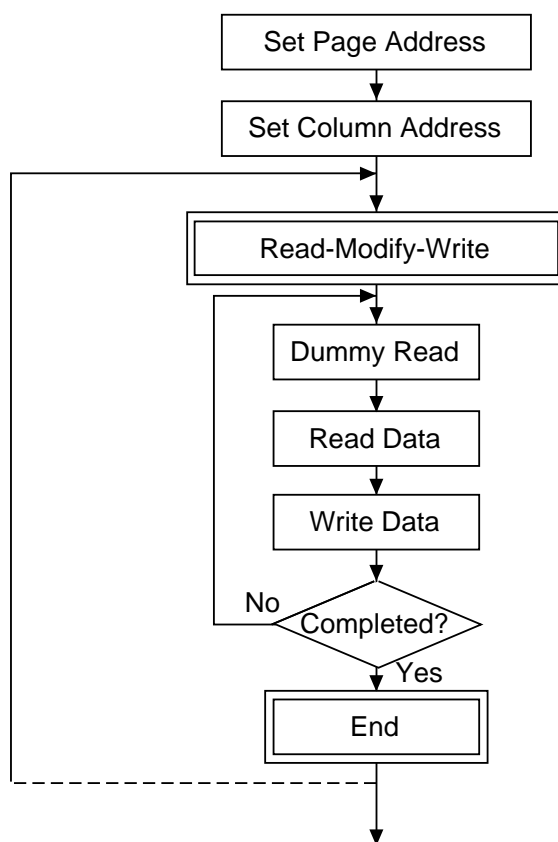 Set Page Address
Set Column Address
Read-Modify-Write
Dummy Read
Read Data
Write Data
No
Completed?
Yes
End